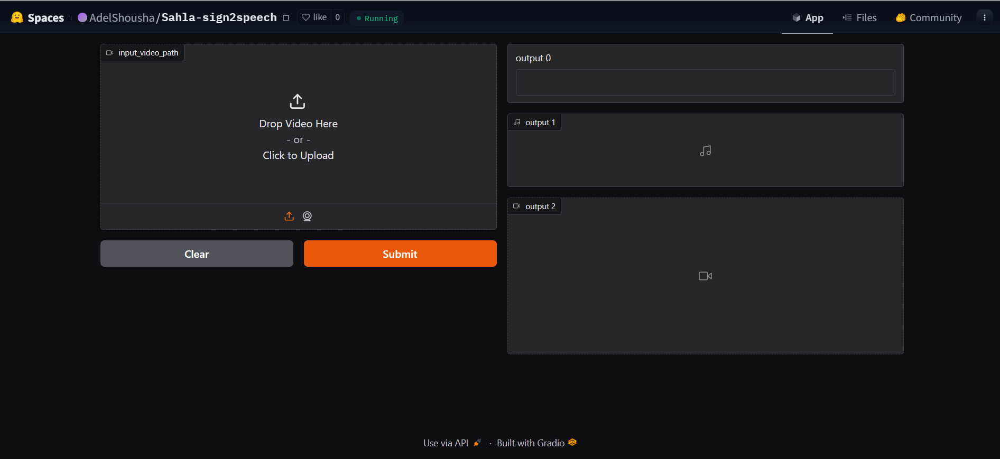 Spaces AdelShousha/Sahla-sign2speech like 0 Running App Files Community
input_video_path
Drop Video Here
- or -
Click to Upload
Clear Submit
output 0
output 1
output 2
Use via API · Built with Gradio